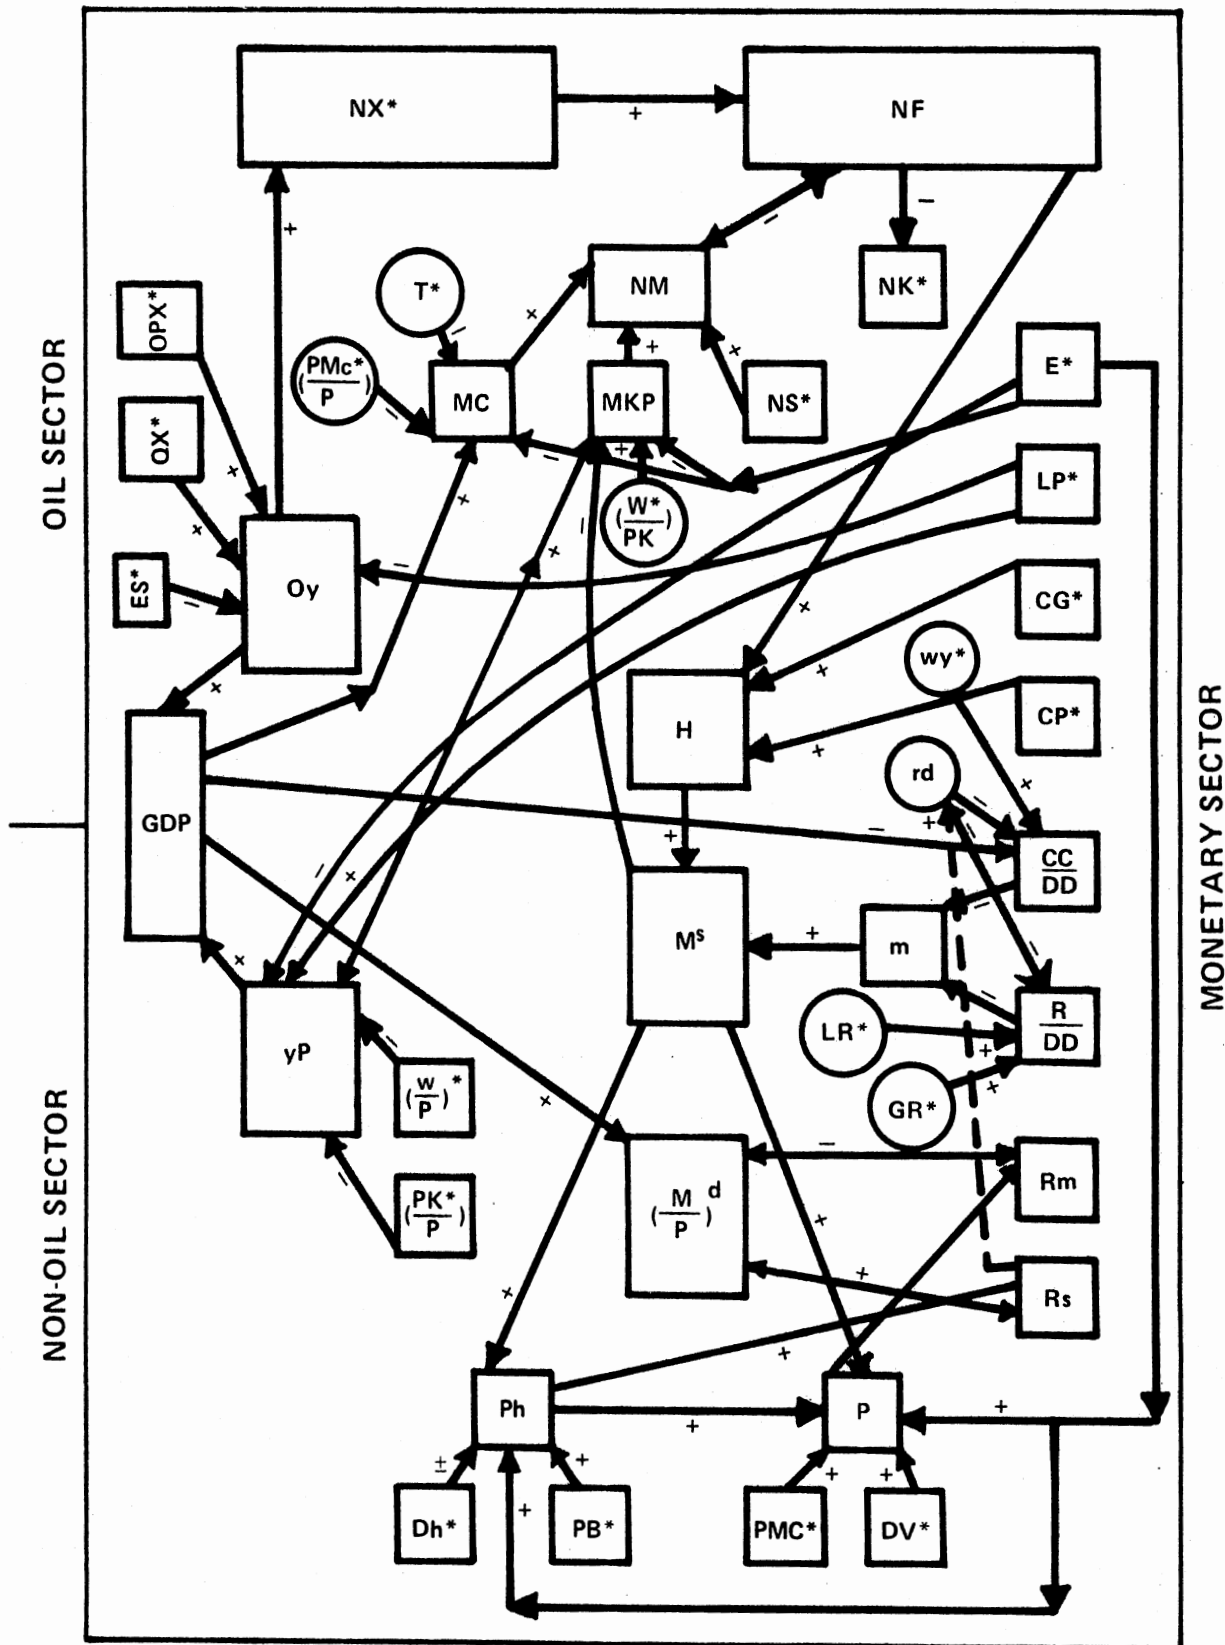 NX*
+
NF
+
–
–
OIL SECTOR
OPX*
T*
NM
NK*
–
+
+
+
E*
(PMc*
P)
–
MC
MKP
NS*
QX*
+
+
–
+
–
LP*
+
(W*
PK)
–
+
ES*
–
Oy
–
+
CG*
wy*
+
+
H
CP*
+
MONETARY SECTOR
rd
+
GDP
+
–
+
–
–
CC
DD
–
+
–
Ms
+
m
–
+
–
R
DD
yP
–
LR*
+
(w
P)*
GR*
+
NON-OIL SECTOR
+
–
(PK*
P)
–
(M
P)d
Rm
+
+
Rs
+
+
Ph
+
P
+
±
+
+
+
Dh*
+
PB*
PMC*
DV*